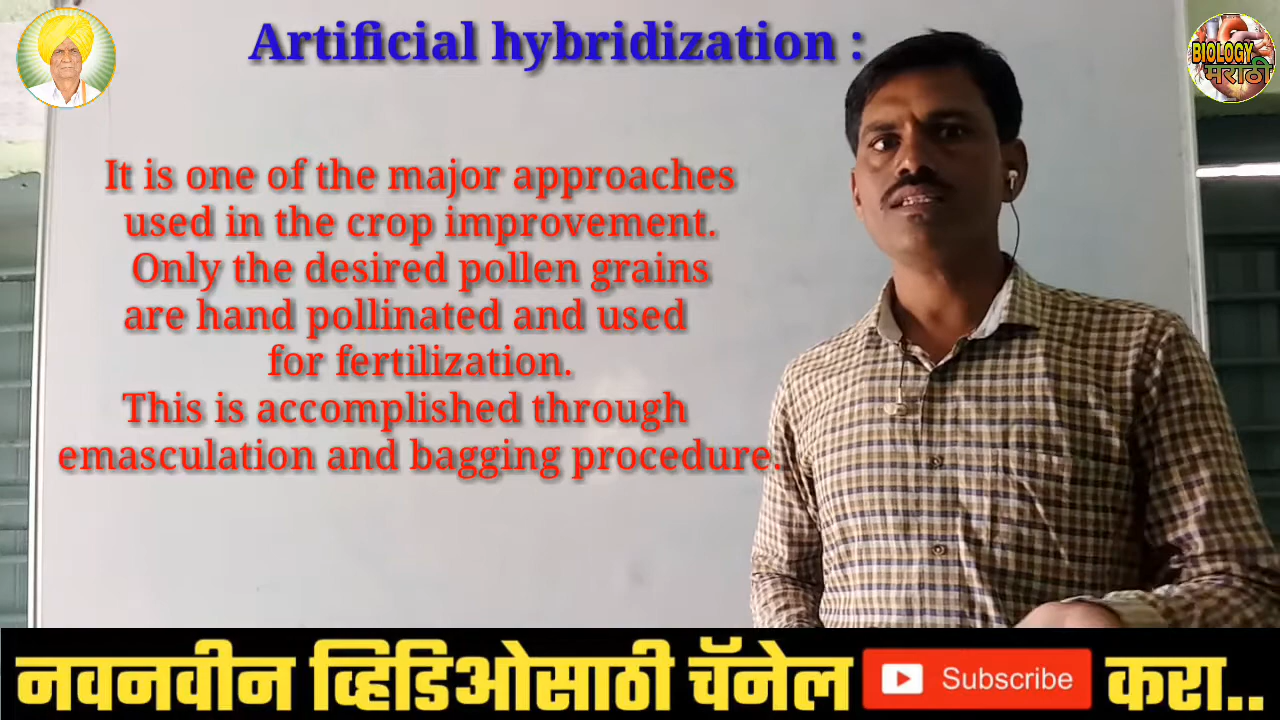 Artificial hybridization :
BIOLOGY
मराठी
It is one of the major approaches
used in the crop improvement.
Only the desired pollen grains
are hand pollinated and used
for fertilization.
This is accomplished through
emasculation and bagging procedure.
नवनवीन व्हिडिओसाठी चॅनेल Subscribe करा..